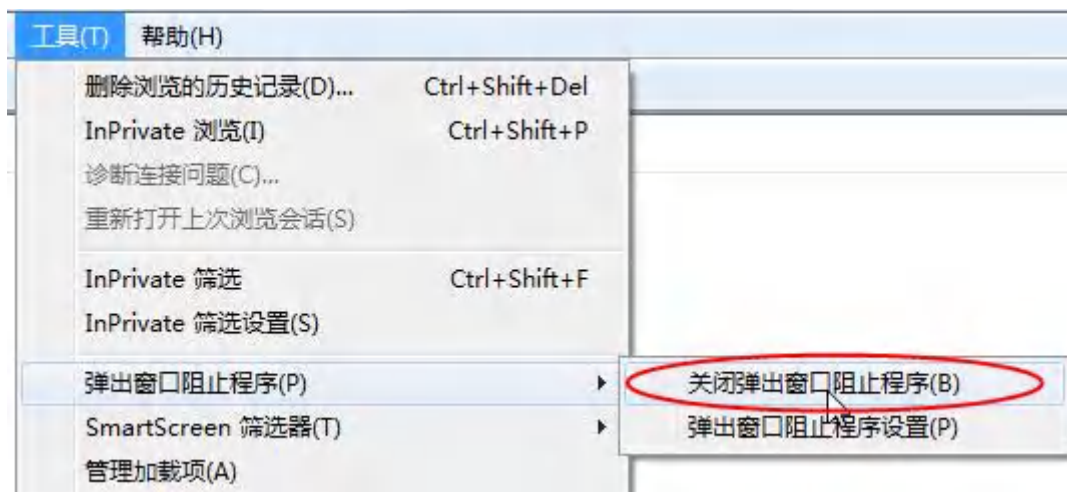 工具(T) 帮助(H)
删除浏览的历史记录(D)... Ctrl+Shift+Del
InPrivate 浏览(I) Ctrl+Shift+P
诊断连接问题(C)...
重新打开上次浏览会话(S)
InPrivate 筛选 Ctrl+Shift+F
InPrivate 筛选设置(S)
弹出窗口阻止程序(P) 关闭弹出窗口阻止程序(B)
SmartScreen 筛选器(T) 弹出窗口阻止程序设置(P)
管理加载项(A)